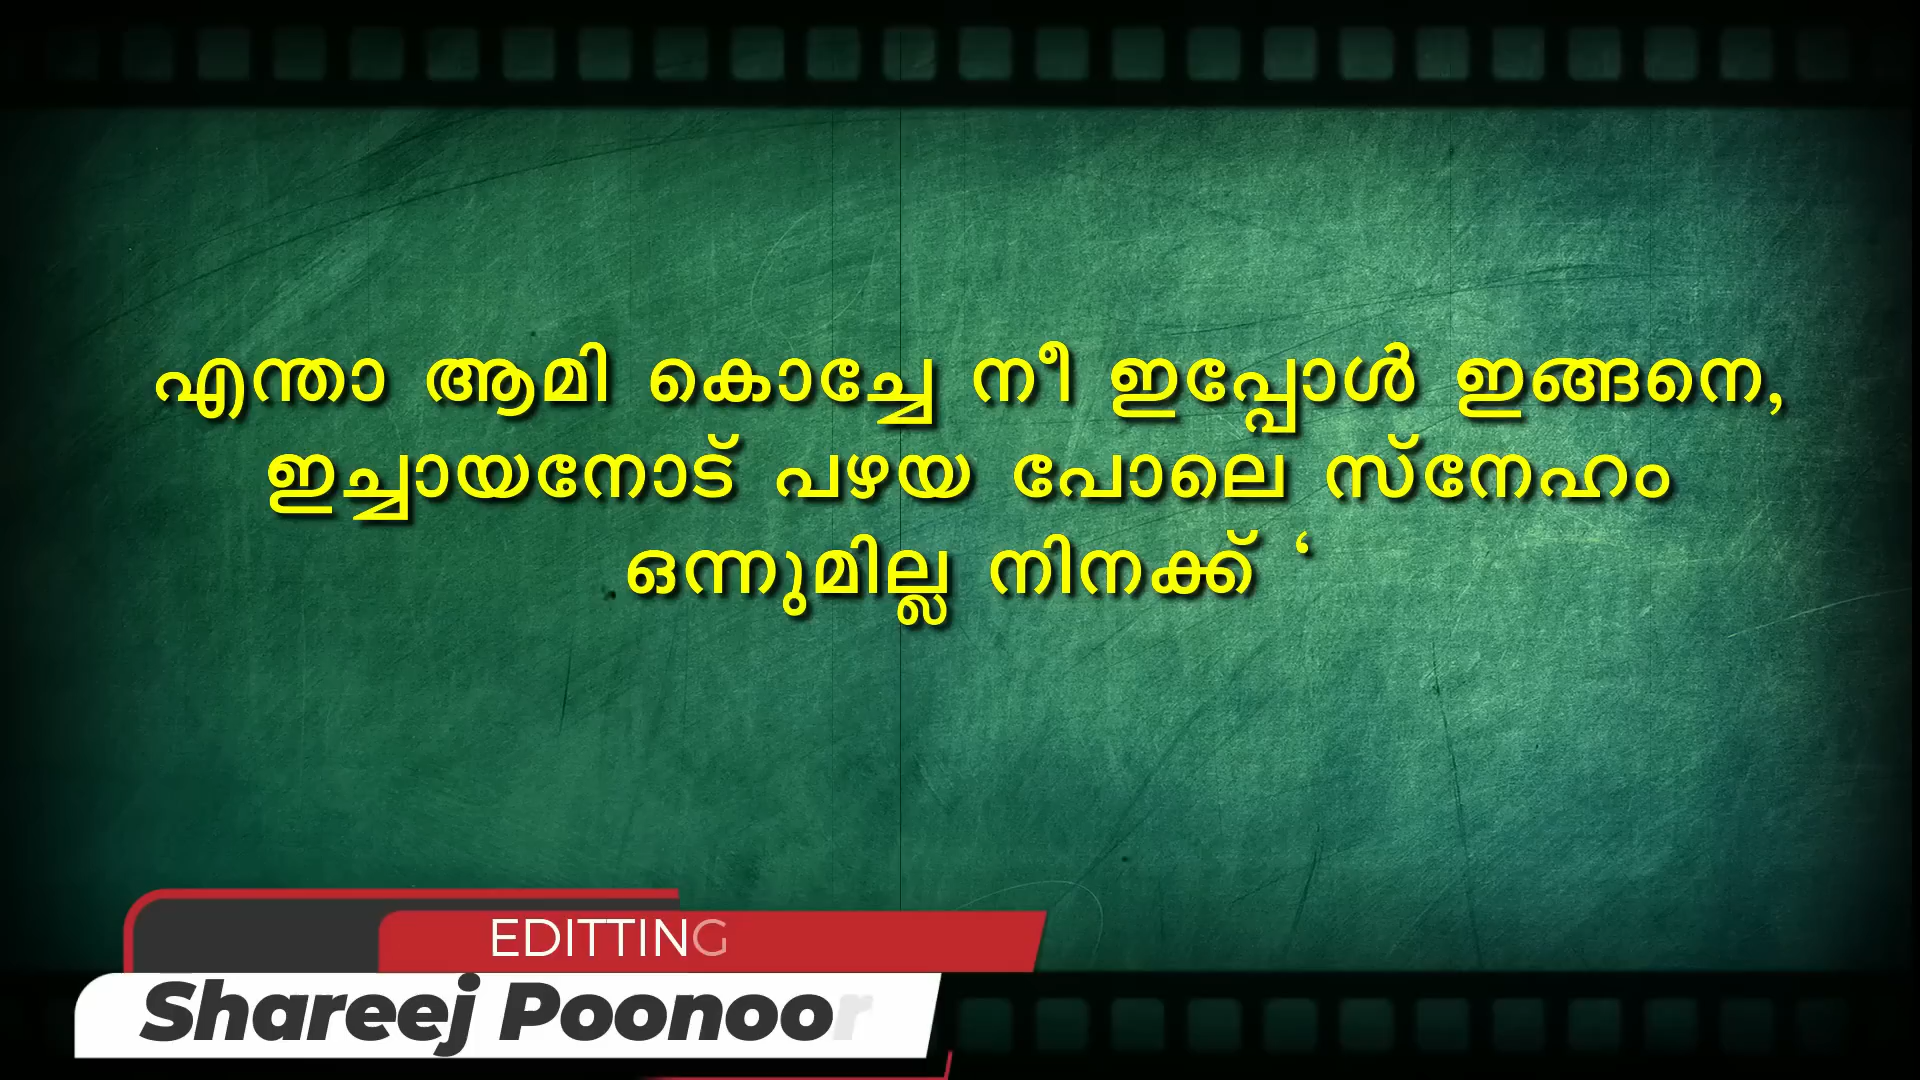 എന്താ ആമി കൊച്ചേ നീ ഇപ്പോൾ ഇങ്ങനെ,
ഇച്ചായനോട് പഴയ പോലെ സ്നേഹം
ഒന്നുമില്ല നിനക്ക് ‘
EDITTING
Shareej Poonoor